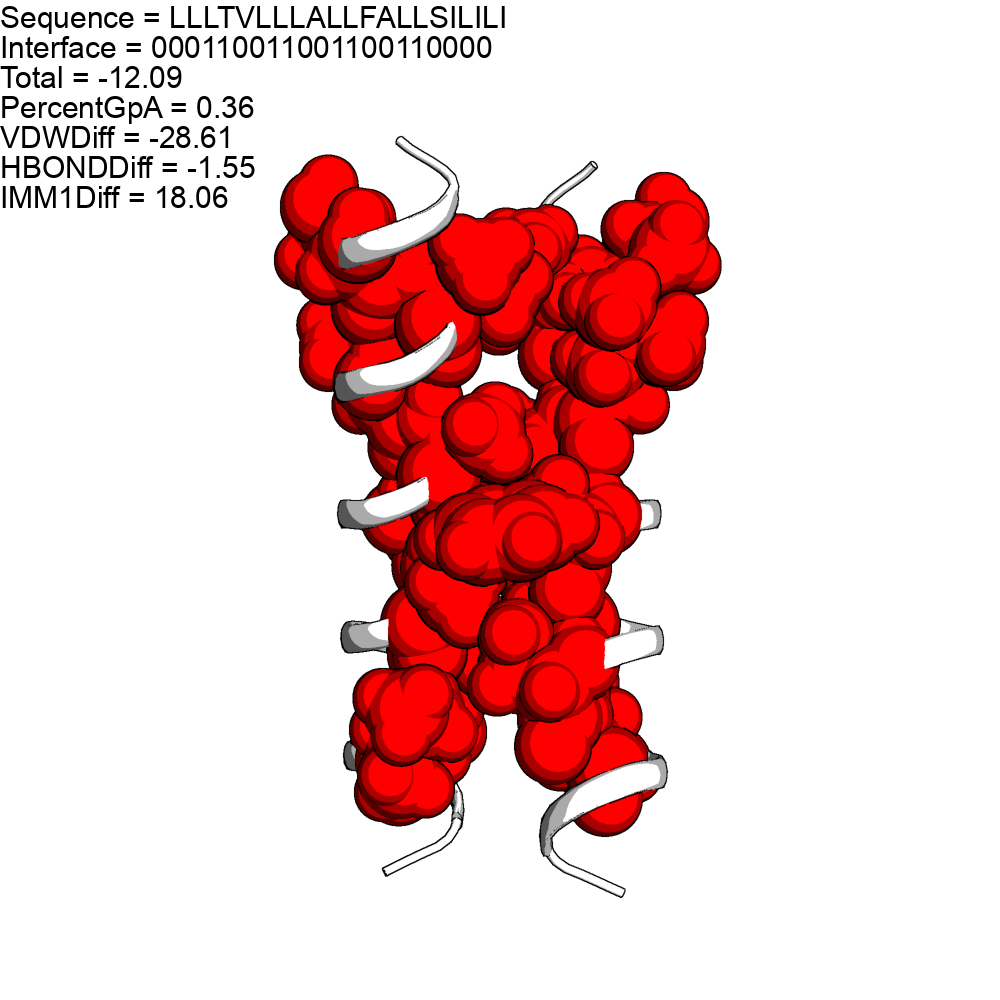 Sequence = LLLTVLLLALLFALLSILILI
Interface = 000110011001100110000
Total = -12.09
PercentGpA = 0.36
VDWDiff = -28.61
HBONDDiff = -1.55
IMM1Diff = 18.06